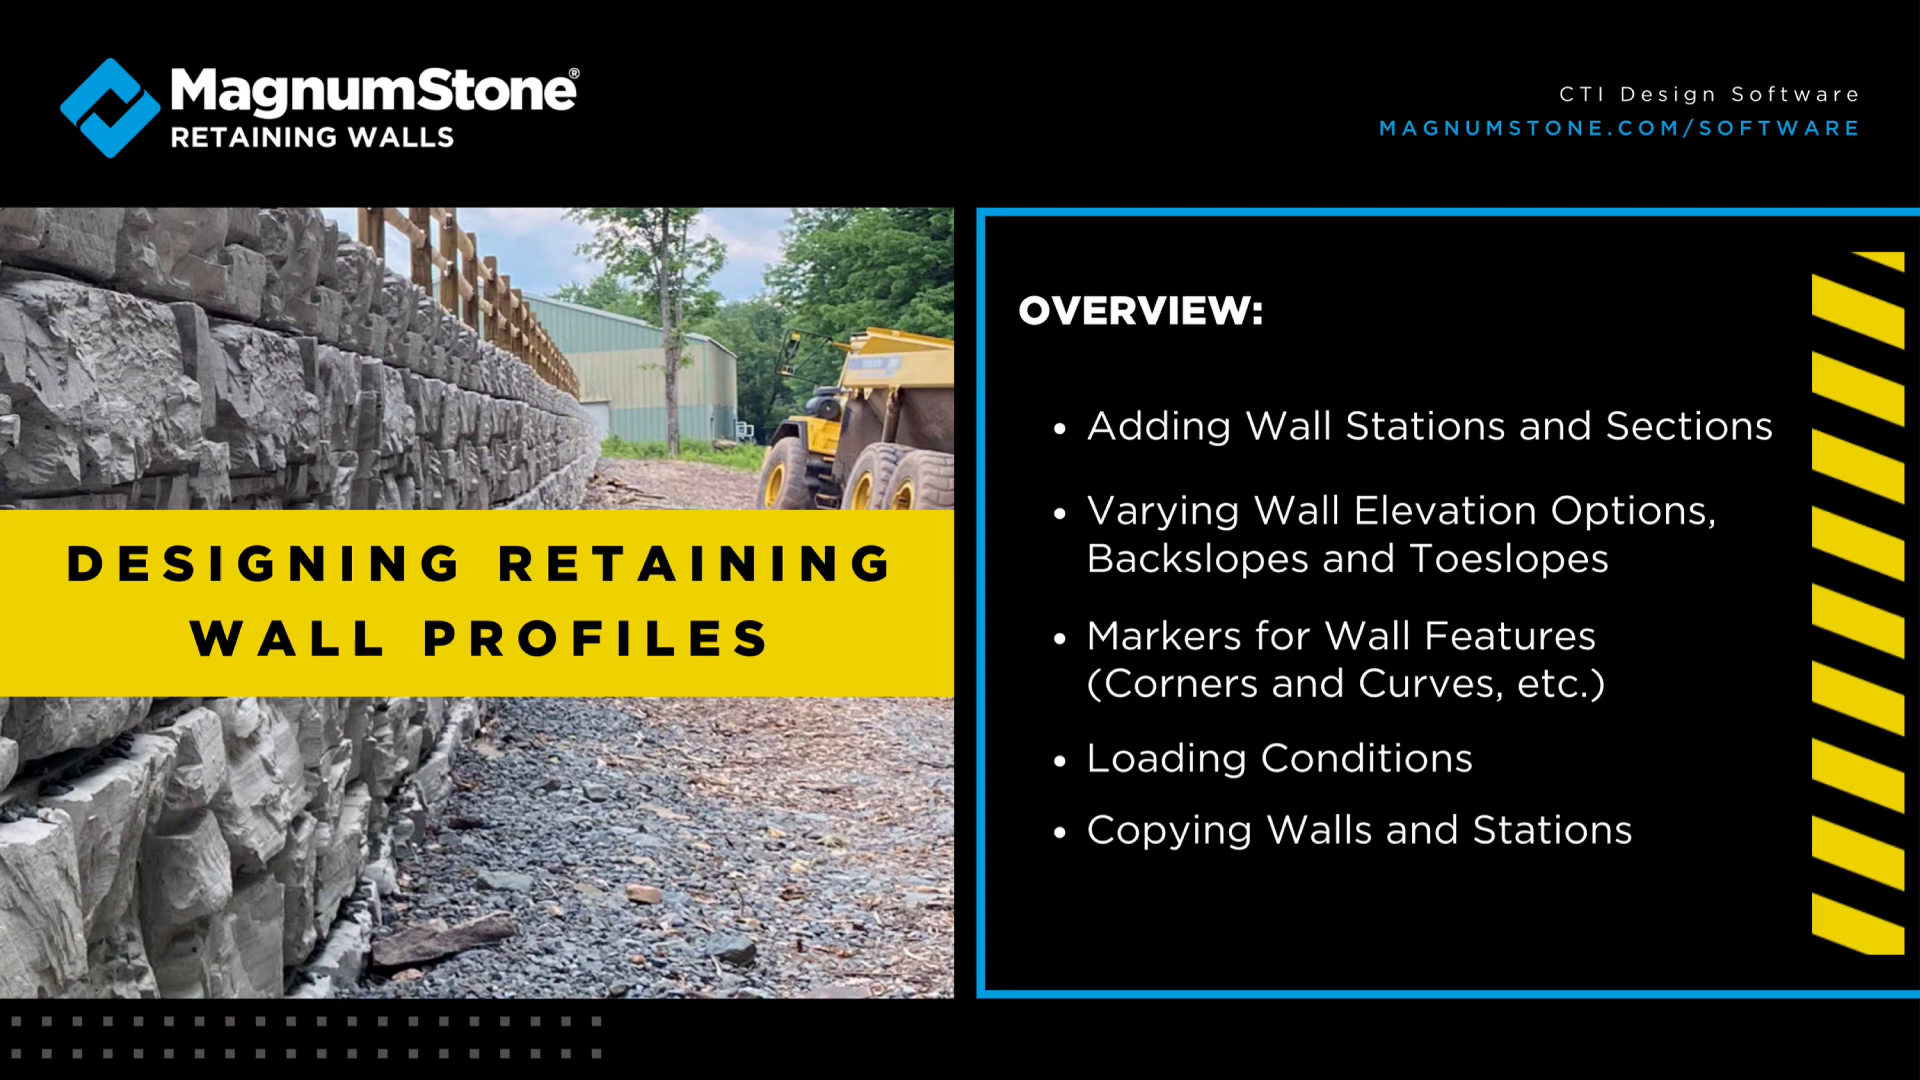 MagnumStone®
RETAINING WALLS
CTI Design Software
MAGNUMSTONE.COM/SOFTWARE
DESIGNING RETAINING
WALL PROFILES
OVERVIEW:
• Adding Wall Stations and Sections
• Varying Wall Elevation Options,
Backslopes and Toeslopes
• Markers for Wall Features
(Corners and Curves, etc.)
• Loading Conditions
• Copying Walls and Stations